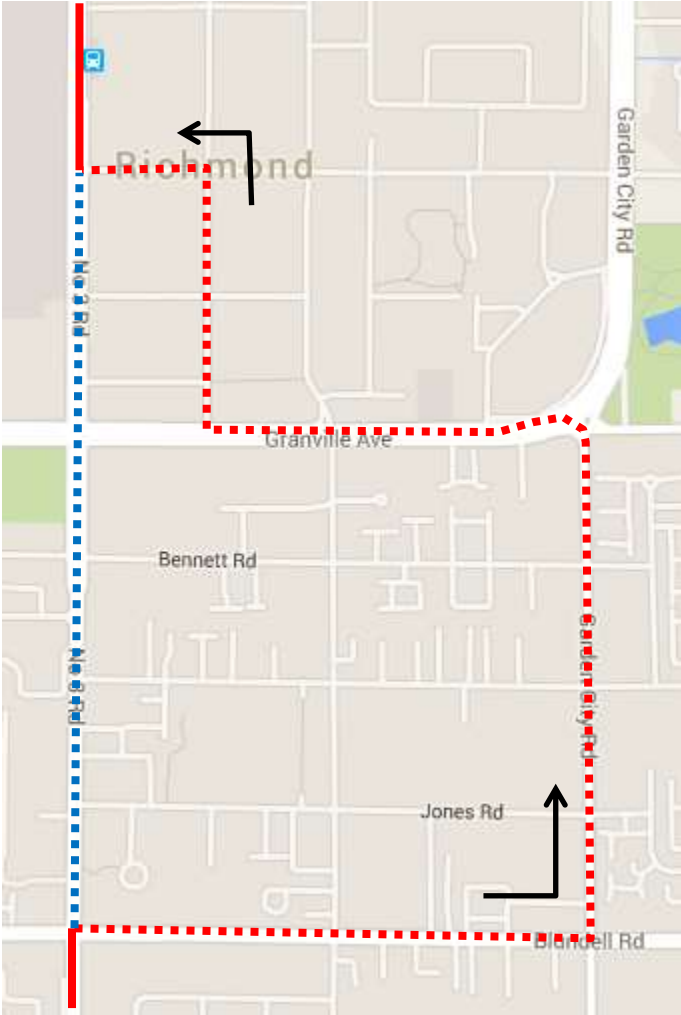 Richmond
Garden City Rd
No 3 Rd
Granville Ave
Bennett Rd
Garden City Rd
No 3 Rd
Jones Rd
Blundell Rd